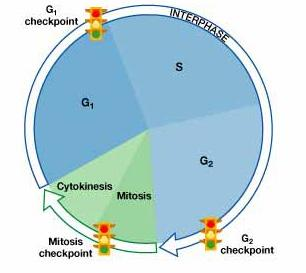 G1
checkpoint
INTERPHASE
S
G1
G2
Cytokinesis
Mitosis
Mitosis
checkpoint
G2
checkpoint